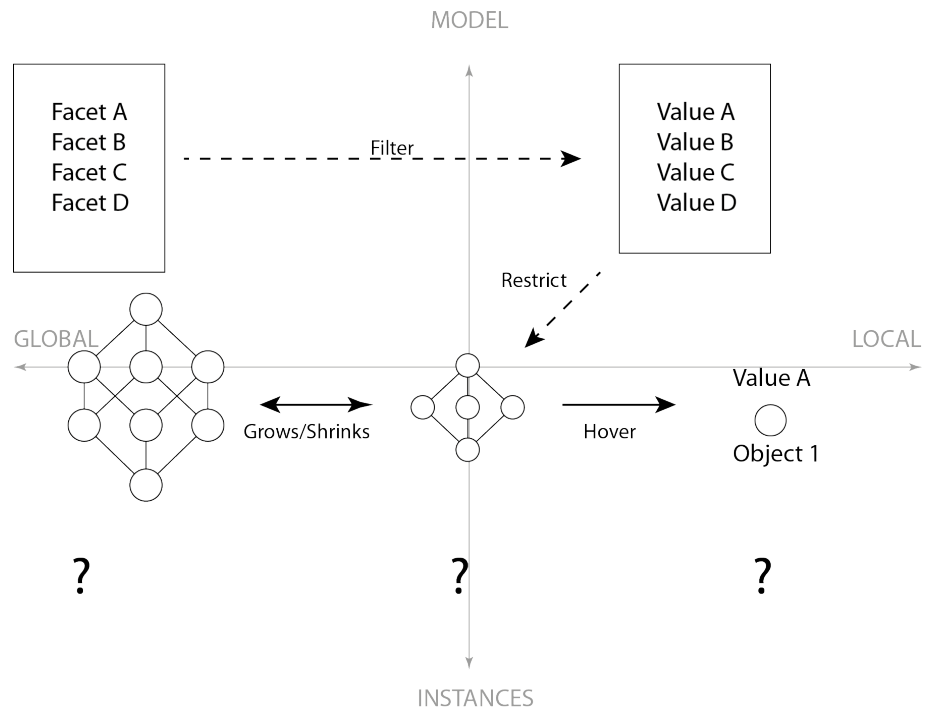 MODEL
Facet A
Facet B
Facet C
Facet D
Filter
Value A
Value B
Value C
Value D
Restrict
GLOBAL
LOCAL
Value A
Grows/Shrinks
Hover
Object 1
?
?
?
INSTANCES